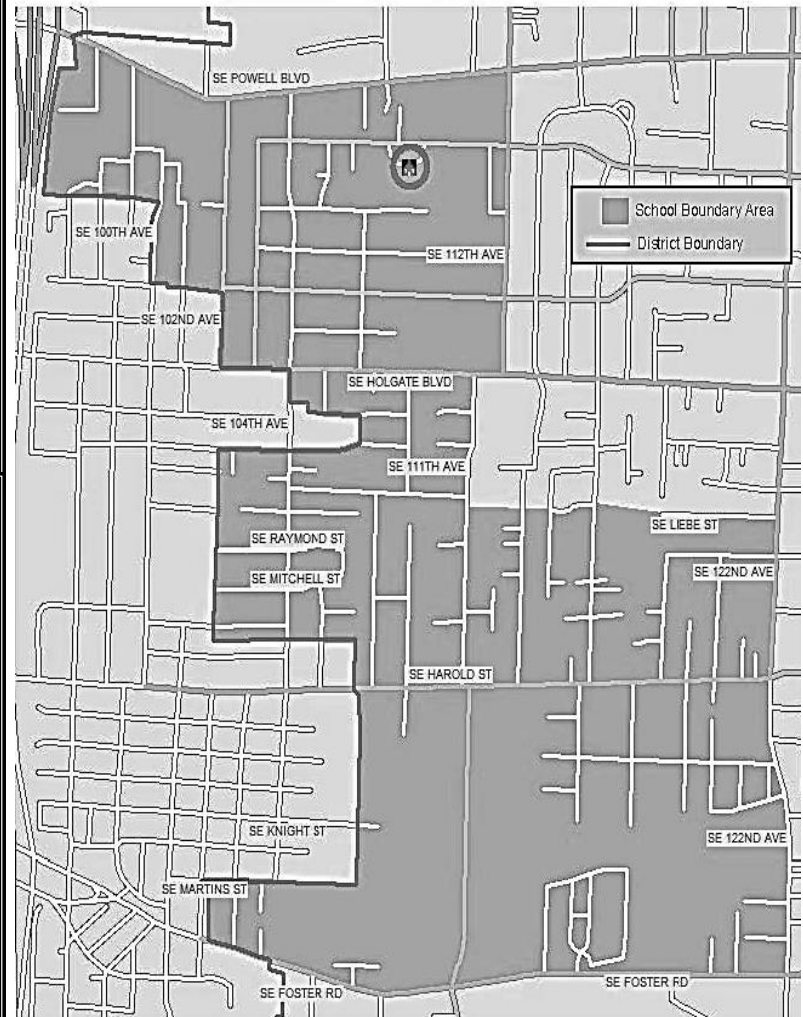 SE POWELL BLVD
School Boundary Area
SE 100TH AVE
District Boundary
SE 112TH AVE
SE 102ND AVE
SE HOLGATE BLVD
SE 104TH AVE
SE 111TH AVE
SE LIEBE ST
SE RAYMOND ST
SE 122ND AVE
SE MITCHELL ST
SE HAROLD ST
SE KNIGHT ST
SE 122ND AVE
SE MARTINS ST
SE FOSTER RD
SE FOSTER RD